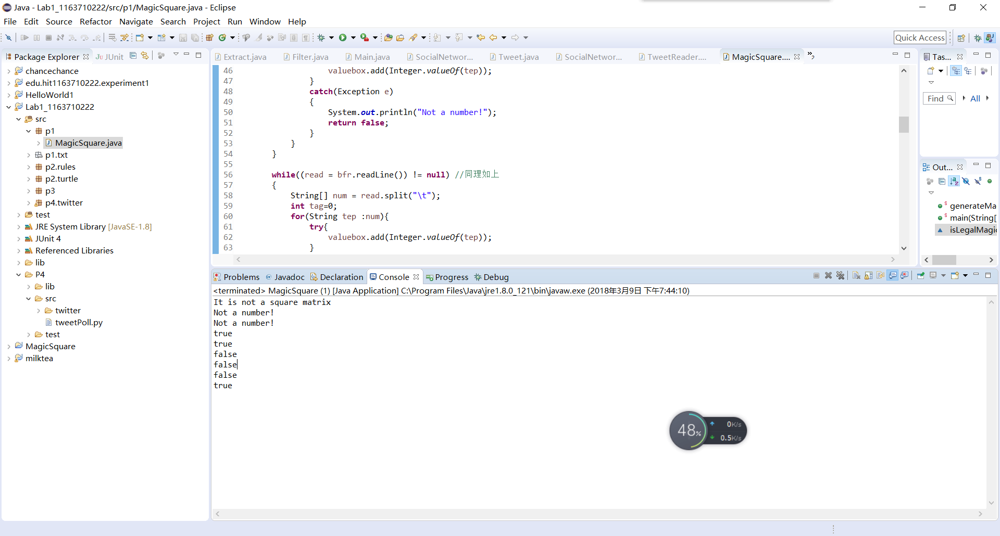 Java - Lab1_1163710222/src/p1/MagicSquare.java - Eclipse
File Edit Source Refactor Navigate Search Project Run Window Help
Quick Access
Package Explorer JUnit
chancechance
edu.hit1163710222.experiment1
HelloWorld1
Lab1_1163710222
src
p1
MagicSquare.java
p1.txt
p2.rules
p2.turtle
p3
p4.twitter
test
JRE System Library [JavaSE-1.8]
JUnit 4
Referenced Libraries
lib
P4
lib
src
twitter
tweetPoll.py
test
MagicSquare
milktea
Extract.java Filter.java Main.java SocialNetwor... Tweet.java SocialNetwor... TweetReader.... MagicSquare....
46 valuebox.add(Integer.valueOf(tep));
47 }
48 catch(Exception e)
49 {
50 System.out.println("Not a number!");
51 return false;
52 }
53 }
54 }
55
56 while((read = bfr.readLine()) != null) //同理如上
57 {
58 String[] num = read.split("\t");
59 int tag=0;
60 for(String tep :num){
61 try{
62 valuebox.add(Integer.valueOf(tep));
63 }
Tas...
Find All
Out...
generateMa
main(String[
isLegalMagic
Problems Javadoc Declaration Console Progress Debug
<terminated> MagicSquare (1) [Java Application] C:\Program Files\Java\jre1.8.0_121\bin\javaw.exe (2018年3月9日 下午7:44:10)
It is not a square matrix
Not a number!
Not a number!
true
true
false
false
false
true
48%
0K/s
0.5K/s